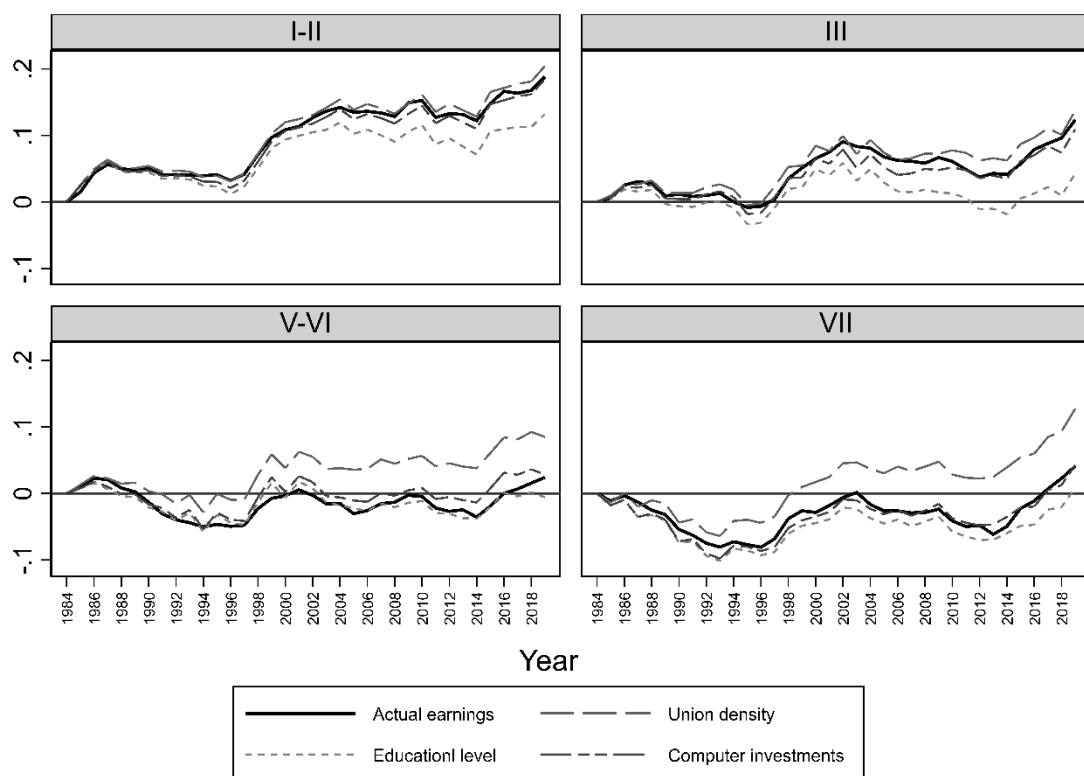 I-II
III
.2
.1
0
-.1
V-VI
VII
.2
.1
0
-.1
1984 1986 1988 1990 1992 1994 1996 1998 2000 2002 2004 2006 2008 2010 2012 2014 2016 2018
1984 1986 1988 1990 1992 1994 1996 1998 2000 2002 2004 2006 2008 2010 2012 2014 2016 2018
Year
Actual earnings
Union density
Educationl level
Computer investments